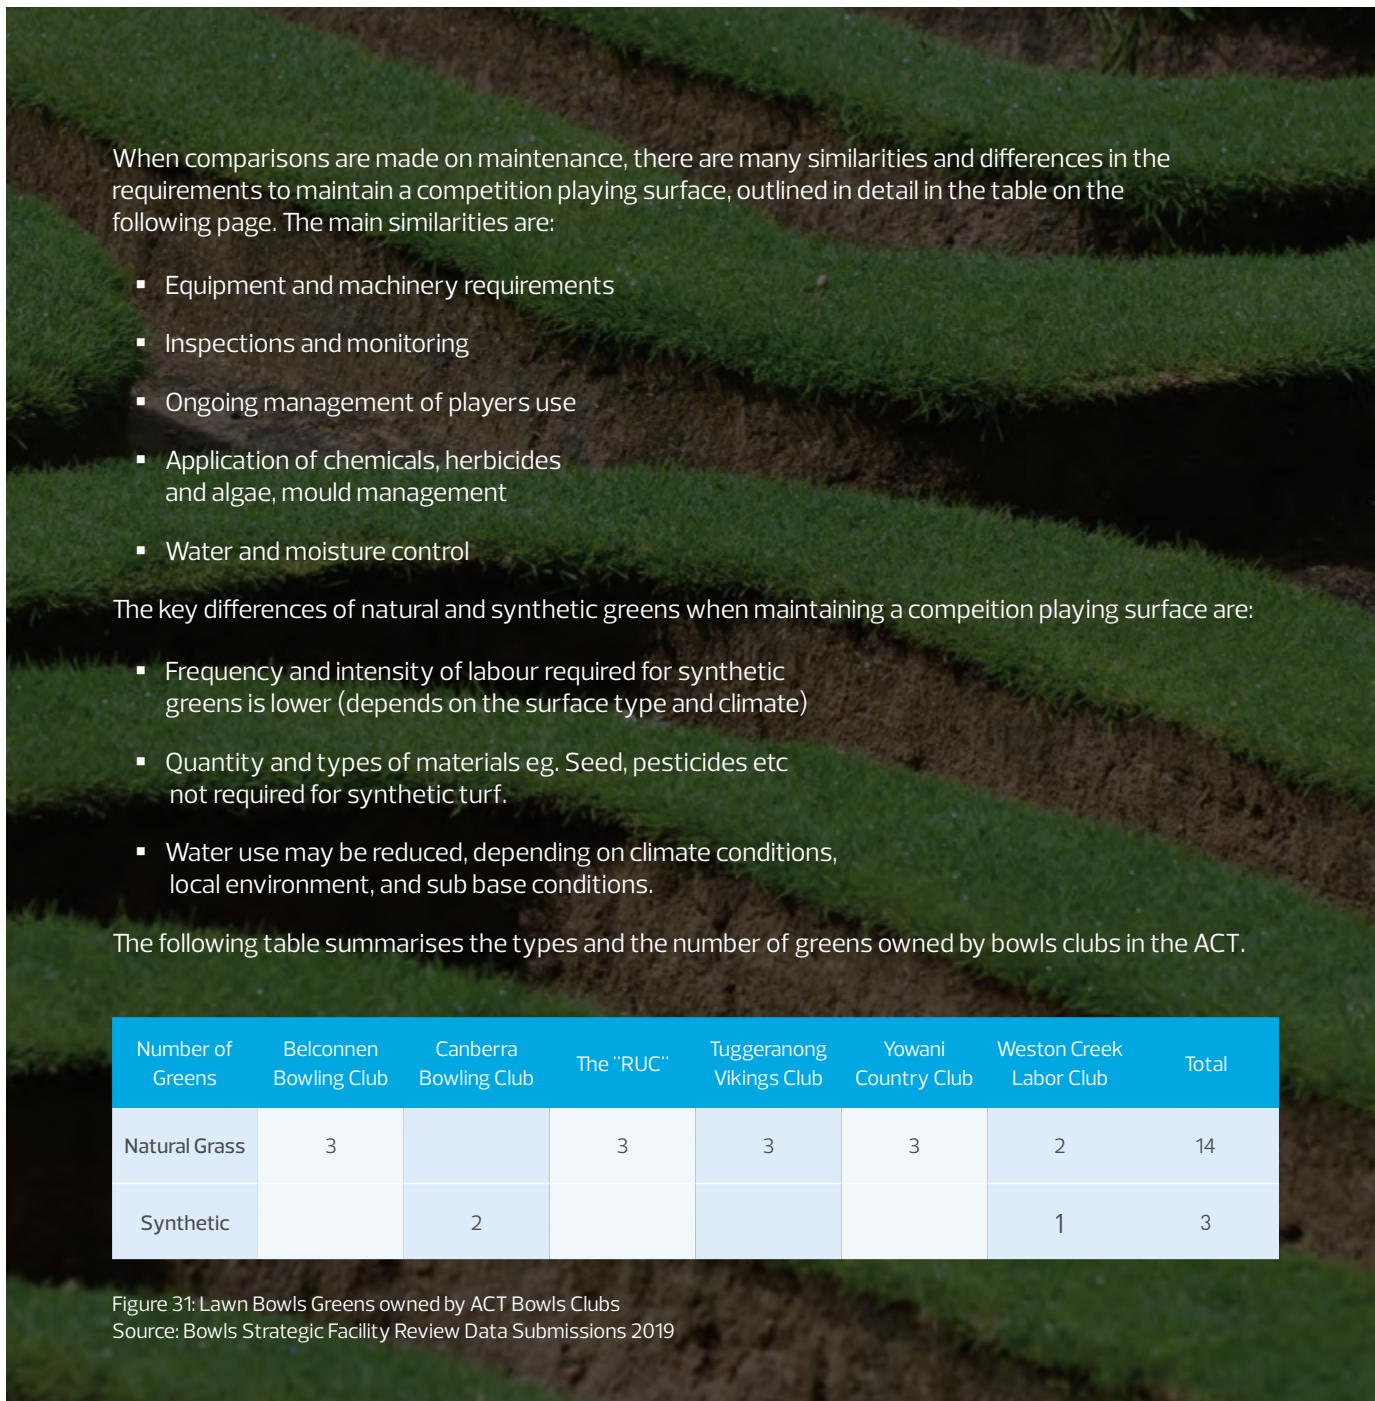 When comparisons are made on maintenance, there are many similarities and differences in the
requirements to maintain a competition playing surface, outlined in detail in the table on the
following page. The main similarities are:
▪ Equipment and machinery requirements
▪ Inspections and monitoring
▪ Ongoing management of players use
▪ Application of chemicals, herbicides
and algae, mould management
▪ Water and moisture control
The key differences of natural and synthetic greens when maintaining a compeition playing surface are:
▪ Frequency and intensity of labour required for synthetic
greens is lower (depends on the surface type and climate)
▪ Quantity and types of materials eg. Seed, pesticides etc
not required for synthetic turf.
▪ Water use may be reduced, depending on climate conditions,
local environment, and sub base conditions.
The following table summarises the types and the number of greens owned by bowls clubs in the ACT.
Number of Greens Belconnen Bowling Club Canberra Bowling Club The "RUC" Tuggeranong Vikings Club Yowani Country Club Weston Creek Labor Club Total
Natural Grass 3 3 3 3 2 14
Synthetic 2 1 3
Figure 31: Lawn Bowls Greens owned by ACT Bowls Clubs
Source: Bowls Strategic Facility Review Data Submissions 2019